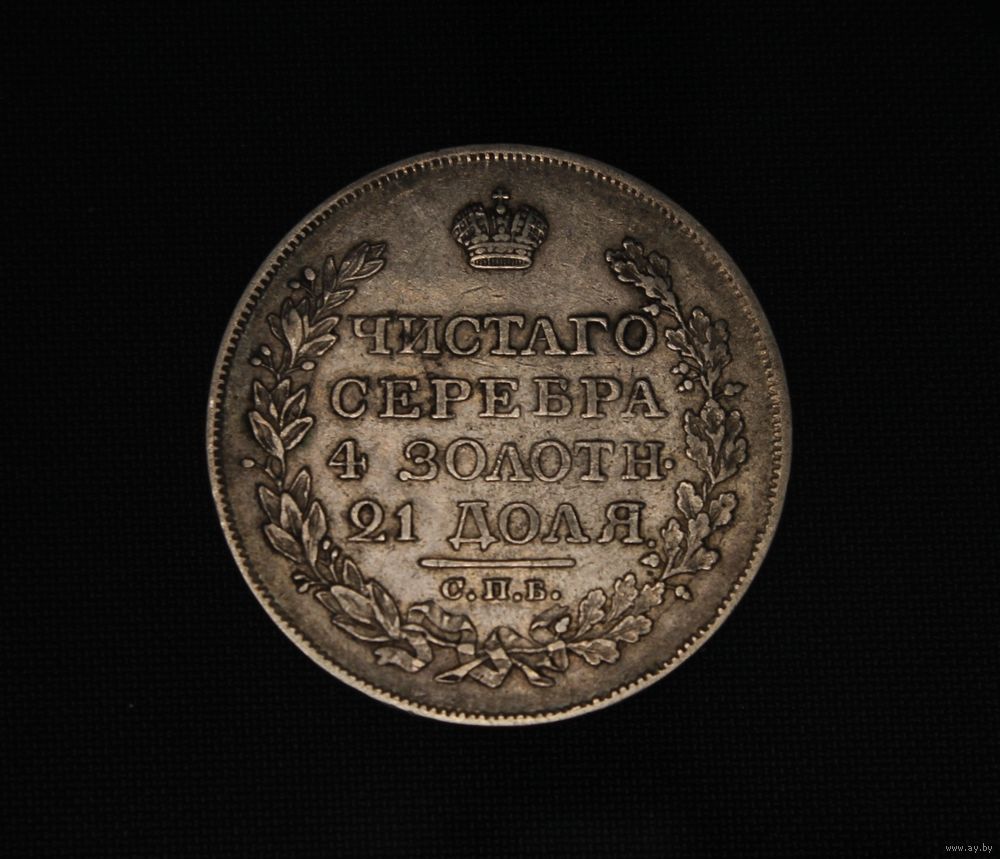 ЧИСТАГО
СЕРЕБРА
4 ЗОЛОТН.
21 ДОЛЯ.
С.П.Б.
www.ay.by